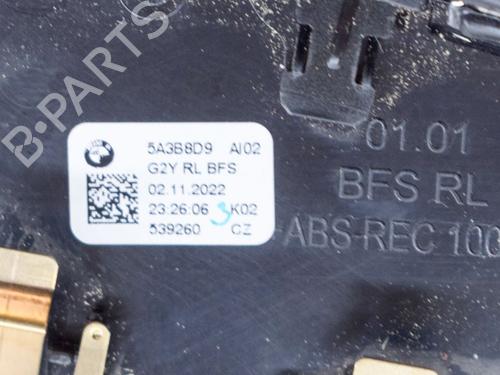 B-PARTS
5A3B8D9 AI02
G2Y RL BFS
02.11.2022
23:26:06 3 K02
539260 CZ
01.01
BFS RL
ABS-REC 100